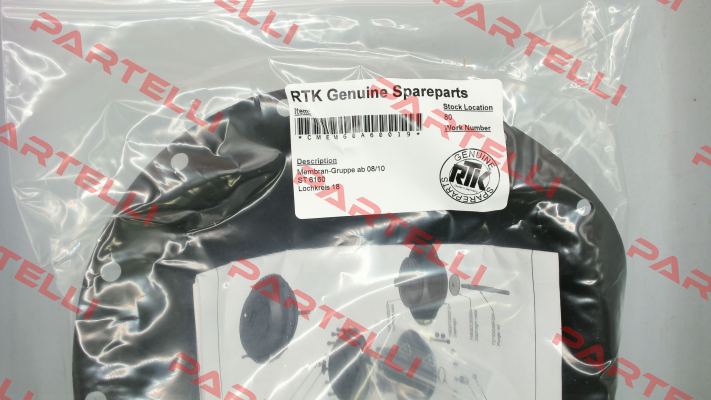 RTK Genuine Spareparts
Item:
Stock Location
80
Work Number
*CMEM60A60019*
Description
Membran-Gruppe ab 08/10
ST 6160
Lochkreis 18
GENUINE
RTK
SPAREPARTS
PARTELLI
PARTELLI
PARTELLI
PARTELLI
PARTELLI
PARTELLI
PARTELLI
PARTELLI
PARTELLI